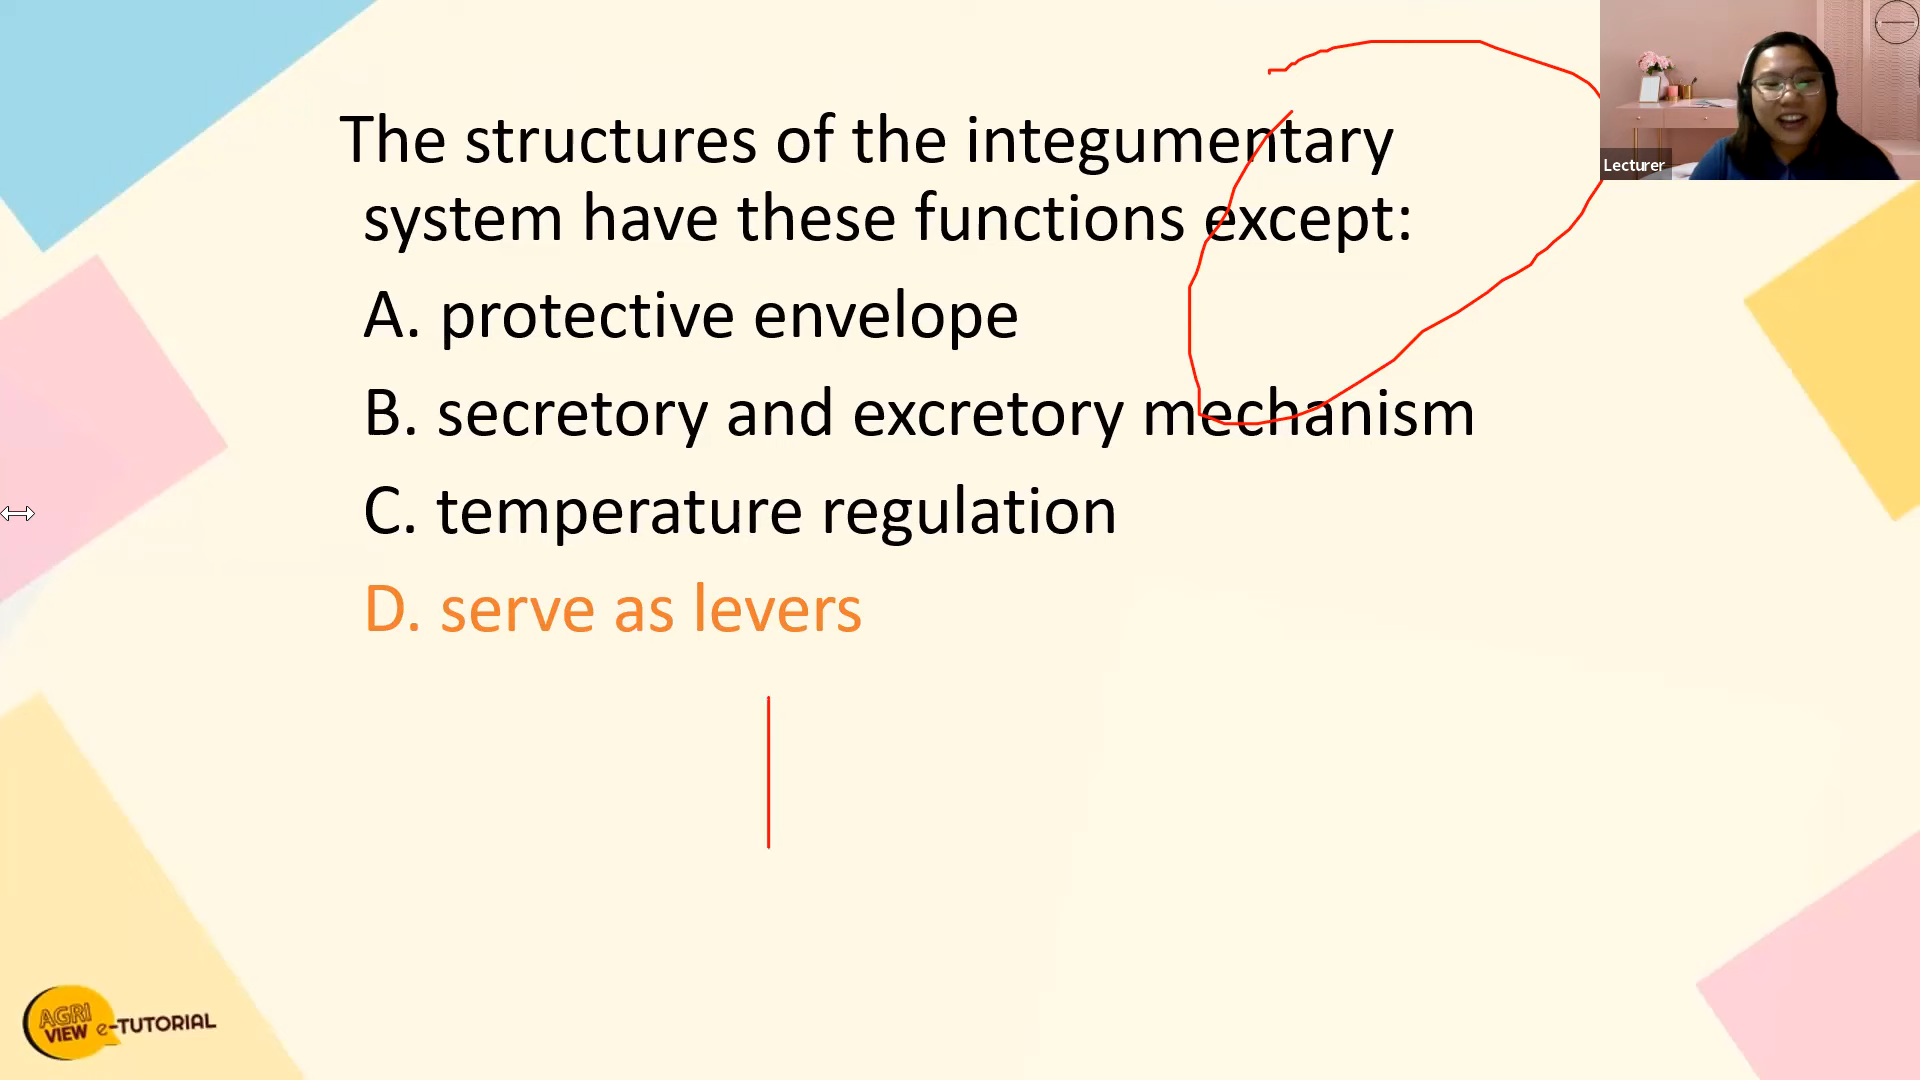 The structures of the integumentary
system have these functions except:
A. protective envelope
B. secretory and excretory mechanism
C. temperature regulation
D. serve as levers
Lecturer
AGRI
VIEW e-TUTORIAL